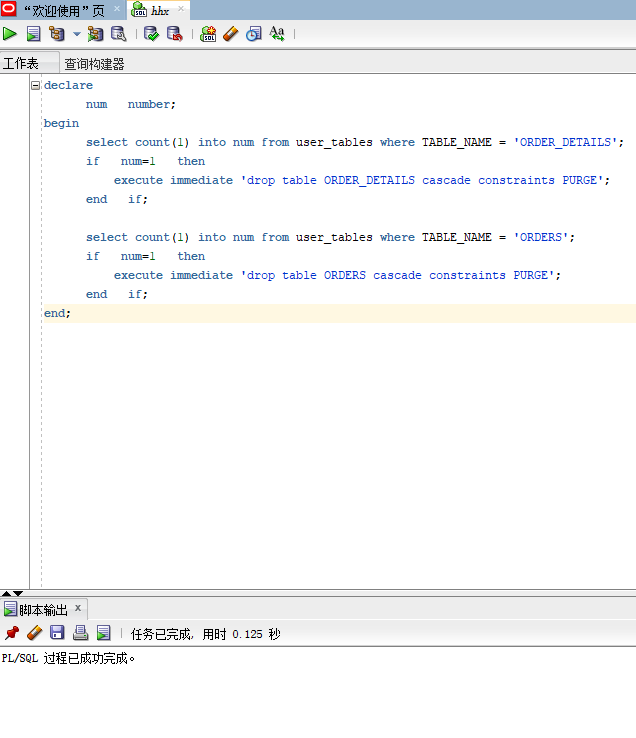 “欢迎使用”页 × hhx ×
SQL SQL Aa
工作表 查询构建器
declare
num number;
begin
select count(1) into num from user_tables where TABLE_NAME = 'ORDER_DETAILS';
if num=1 then
execute immediate 'drop table ORDER_DETAILS cascade constraints PURGE';
end if;
select count(1) into num from user_tables where TABLE_NAME = 'ORDERS';
if num=1 then
execute immediate 'drop table ORDERS cascade constraints PURGE';
end if;
end;
脚本输出 x
任务已完成, 用时 0.125 秒
PL/SQL 过程已成功完成。